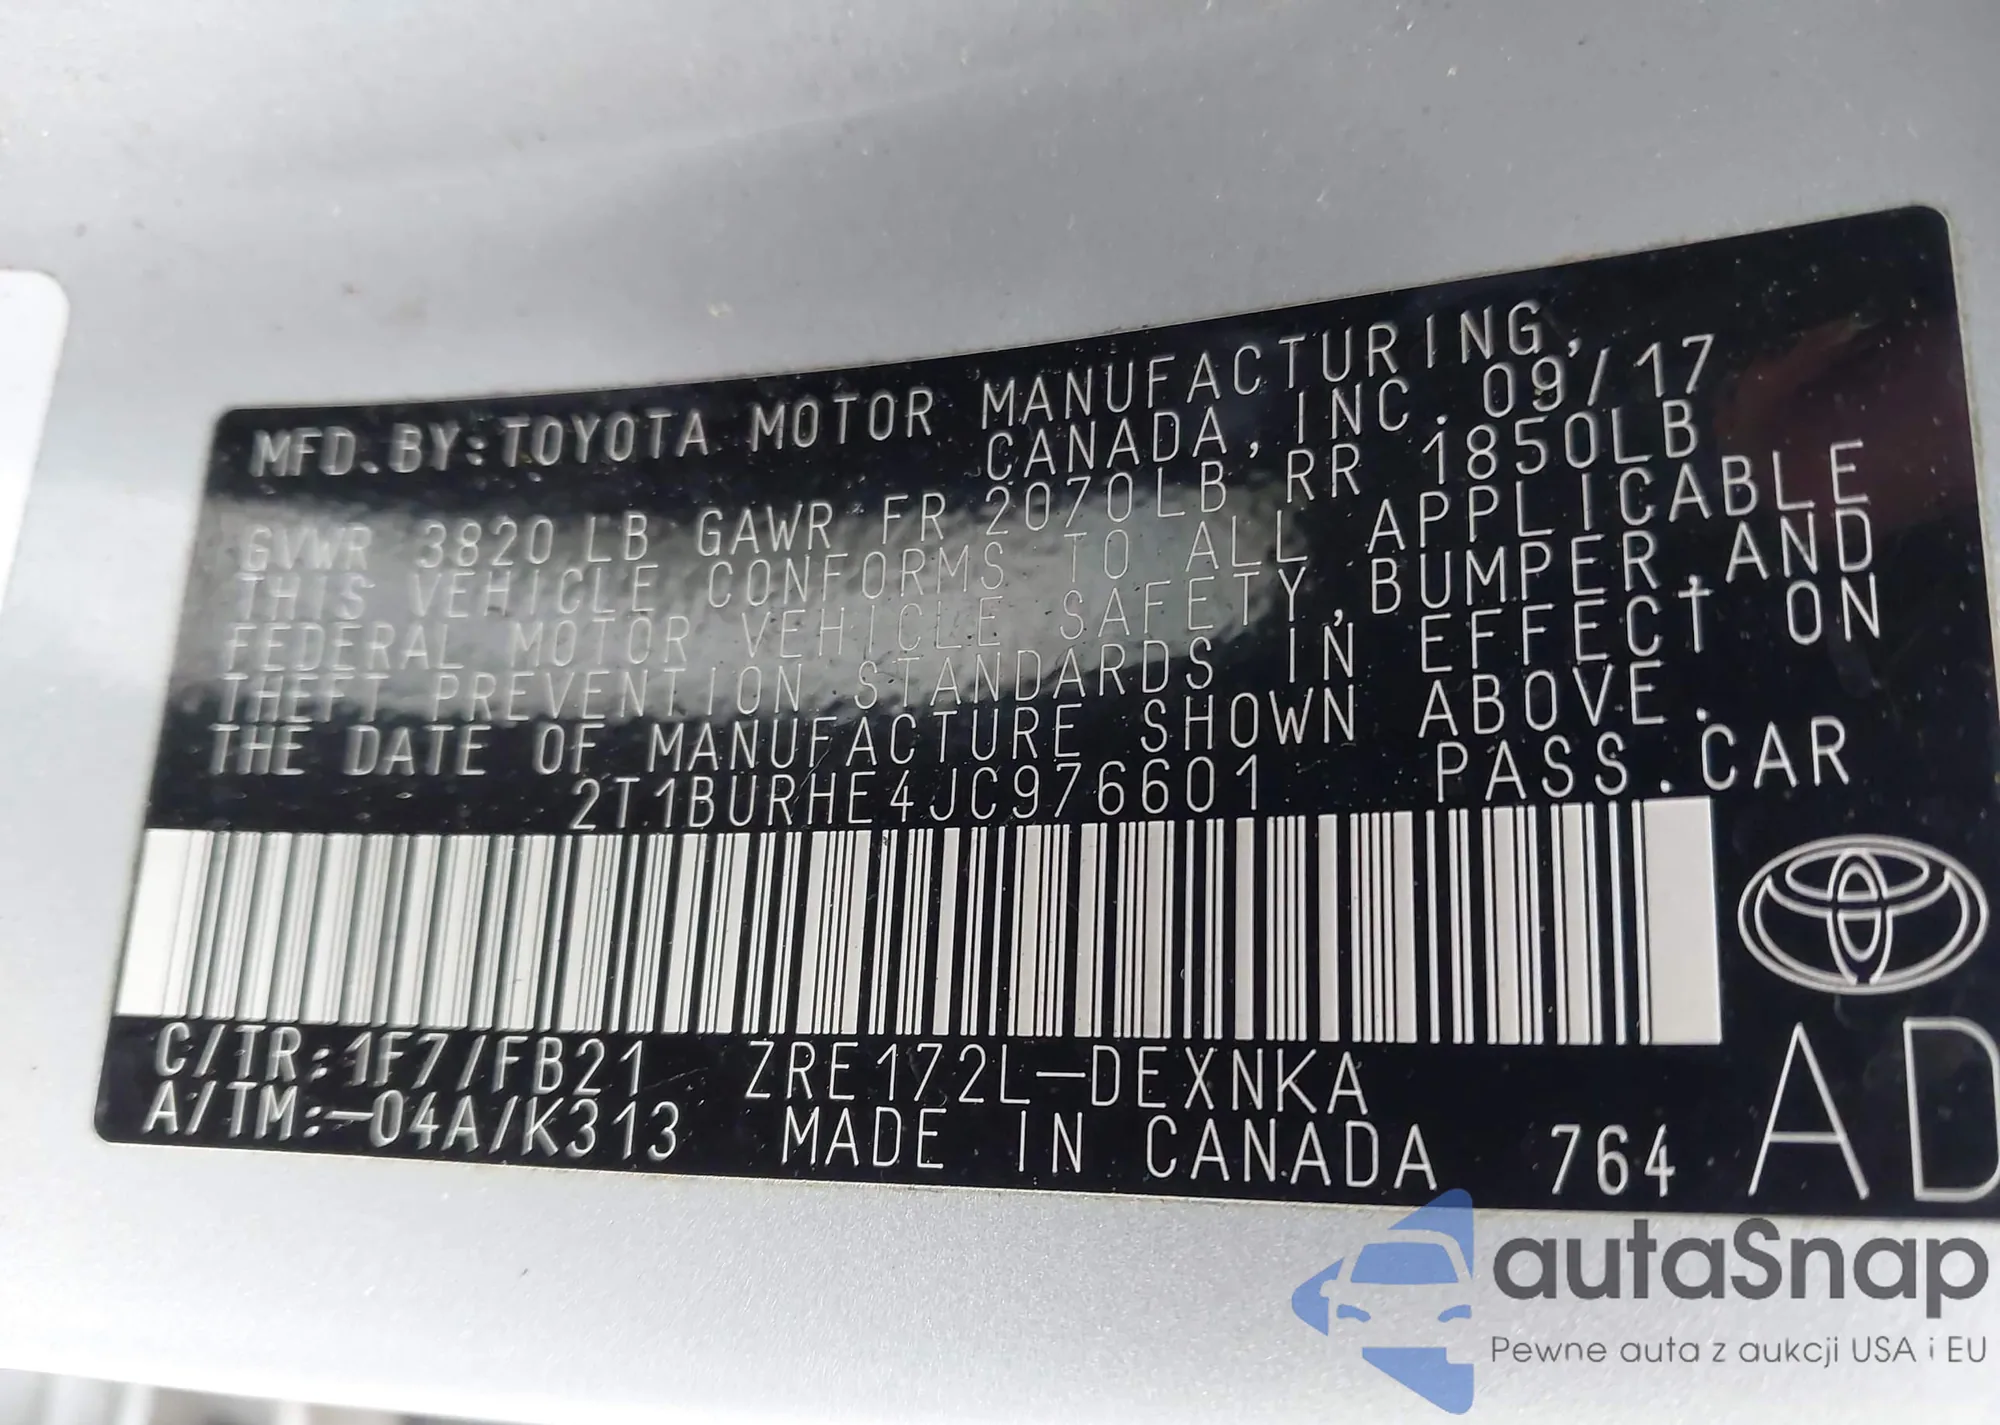 MFD.BY:TOYOTA MOTOR MANUFACTURING,
CANADA, INC. 09/17
GVWR 3820 LB GAWR FR 2070LB RR 1850LB
THIS VEHICLE CONFORMS TO ALL APPLICABLE
FEDERAL MOTOR VEHICLE SAFETY,BUMPER,AND
THEFT PREVENTION STANDARDS IN EFFECT ON
THE DATE OF MANUFACTURE SHOWN ABOVE.
2T1BURHE4JC976601 PASS.CAR
C/TR:1F7/FB21 ZRE172L-DEXNKA
A/TM:-04A/K313 MADE IN CANADA 764
AD
autaSnap
Pewne auta z aukcji USA i EU